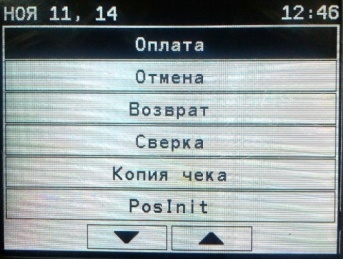 НОЯ 11, 14 12:46
Оплата
Отмена
Возврат
Сверка
Копия чека
PosInit